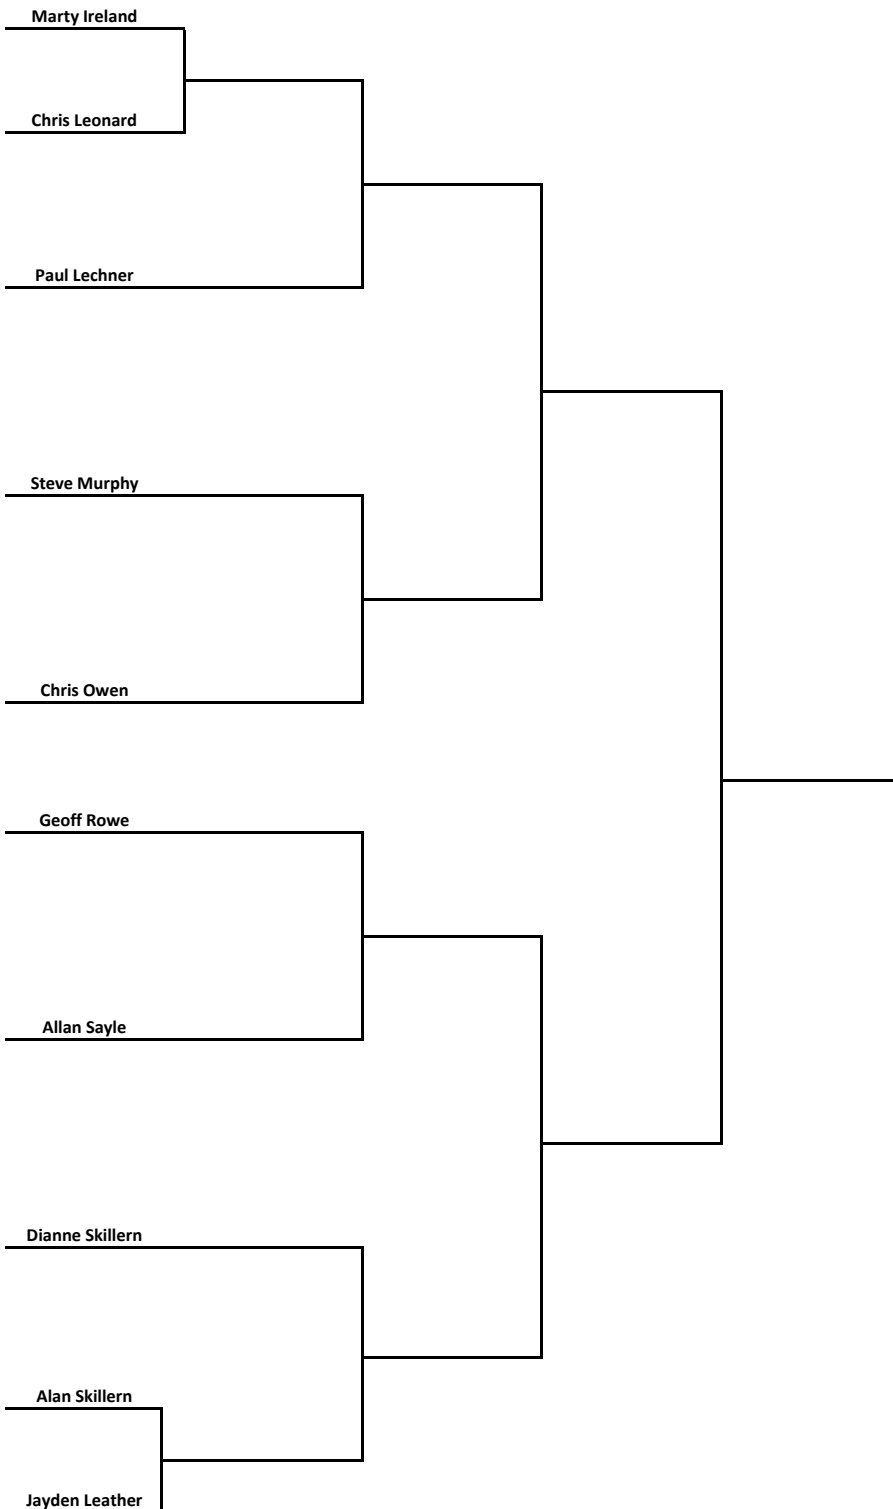 Marty Ireland
Chris Leonard
Paul Lechner
Steve Murphy
Chris Owen
Geoff Rowe
Allan Sayle
Dianne Skillern
Alan Skillern
Jayden Leather